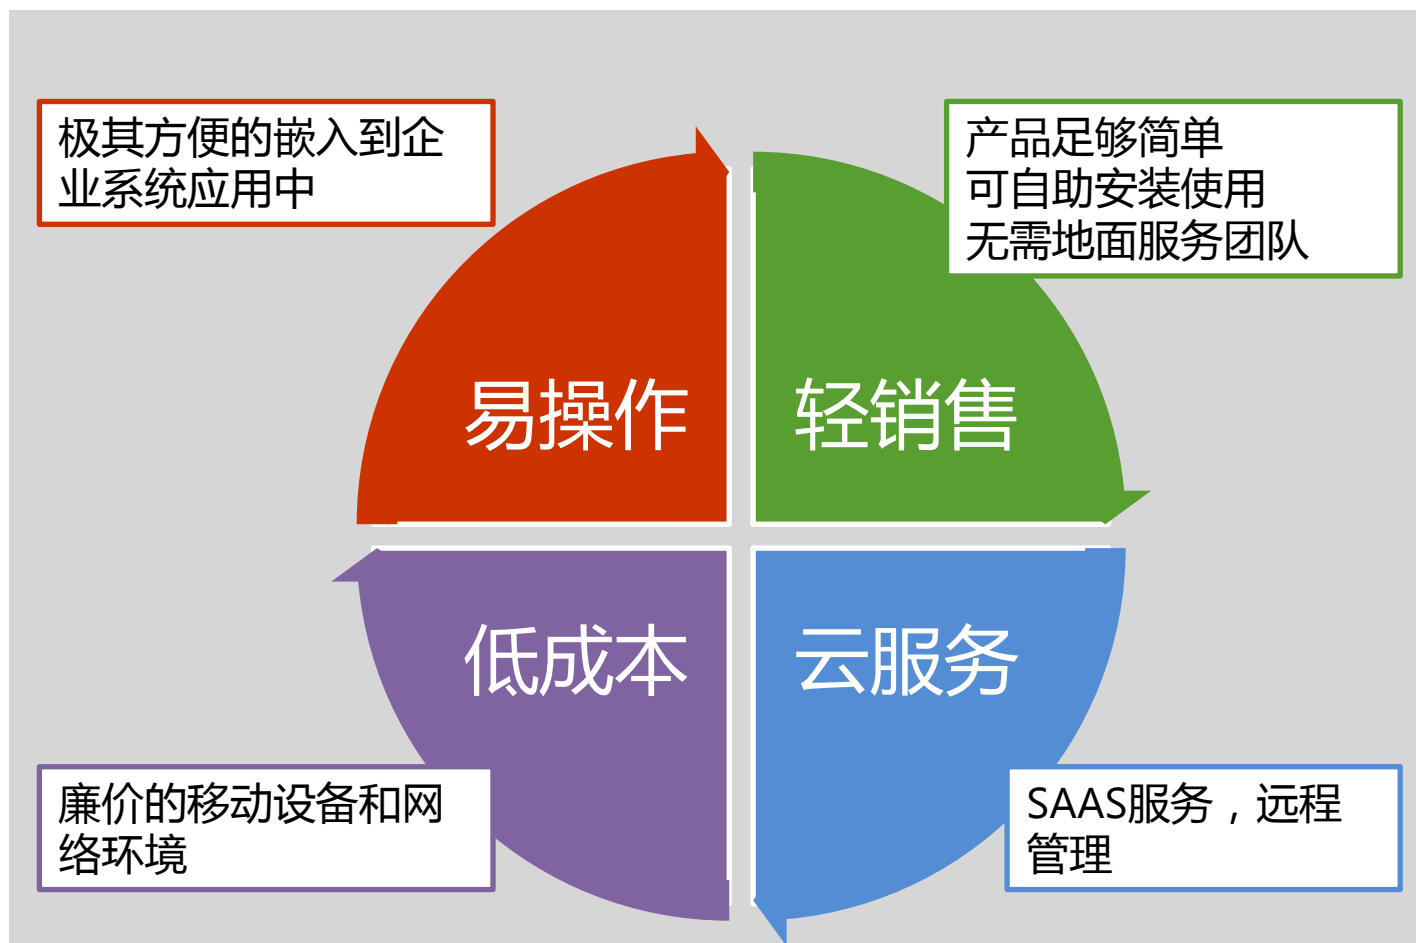 极其方便的嵌入到企
业系统应用中
产品足够简单
可自助安装使用
无需地面服务团队
易操作
轻销售
低成本
云服务
廉价的移动设备和网
络环境
SAAS服务，远程
管理